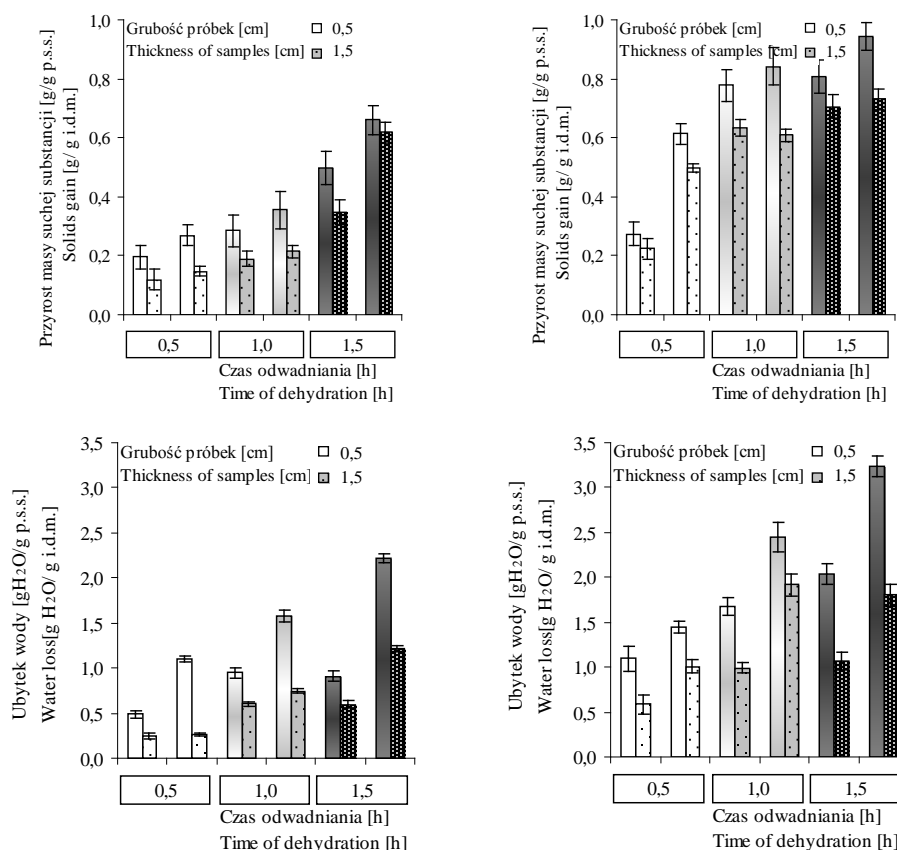 Przyrost masy suchej substancji [g/g p.s.s.]
Solids gain [g/ g i.d.m.]
1,0
0,8
0,6
0,4
0,2
0,0
Grubość próbek [cm] 0,5
Thickness of samples [cm] 1,5
0,5 1,0 1,5
Czas odwadniania [h]
Time of dehydration [h]
Przyrost masy suchej substancji [g/g p.s.s.]
Solids gain [g/ g i.d.m.]
1,0
0,8
0,6
0,4
0,2
0,0
Grubość próbek [cm] 0,5
Thickness of samples [cm] 1,5
0,5 1,0 1,5
Czas odwadniania [h]
Time of dehydration [h]
Ubytek wody [gH2O/g p.s.s.]
Water loss[g H2O/ g i.d.m.]
3,5
3,0
2,5
2,0
1,5
1,0
0,5
0,0
Grubość próbek [cm] 0,5
Thickness of samples [cm] 1,5
0,5 1,0 1,5
Czas odwadniania [h]
Time of dehydration [h]
Ubytek wody [gH2O/g p.s.s.]
Water loss[g H2O/ g i.d.m.]
3,5
3,0
2,5
2,0
1,5
1,0
0,5
0,0
Grubość próbek [cm] 0,5
Thickness of samples [cm] 1,5
0,5 1,0 1,5
Czas odwadniania [h]
Time of dehydration [h]